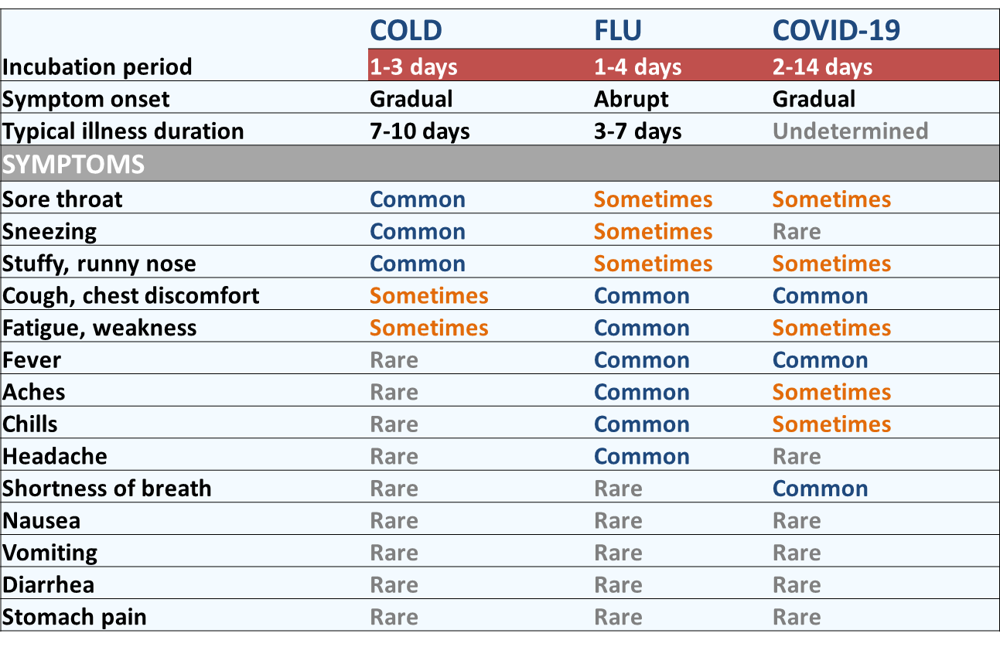 COLD FLU COVID-19
Incubation period 1-3 days 1-4 days 2-14 days
Symptom onset Gradual Abrupt Gradual
Typical illness duration 7-10 days 3-7 days Undetermined
SYMPTOMS
Sore throat Common Sometimes Sometimes
Sneezing Common Sometimes Rare
Stuffy, runny nose Common Sometimes Sometimes
Cough, chest discomfort Sometimes Common Common
Fatigue, weakness Sometimes Common Sometimes
Fever Rare Common Common
Aches Rare Common Sometimes
Chills Rare Common Sometimes
Headache Rare Common Rare
Shortness of breath Rare Rare Common
Nausea Rare Rare Rare
Vomiting Rare Rare Rare
Diarrhea Rare Rare Rare
Stomach pain Rare Rare Rare